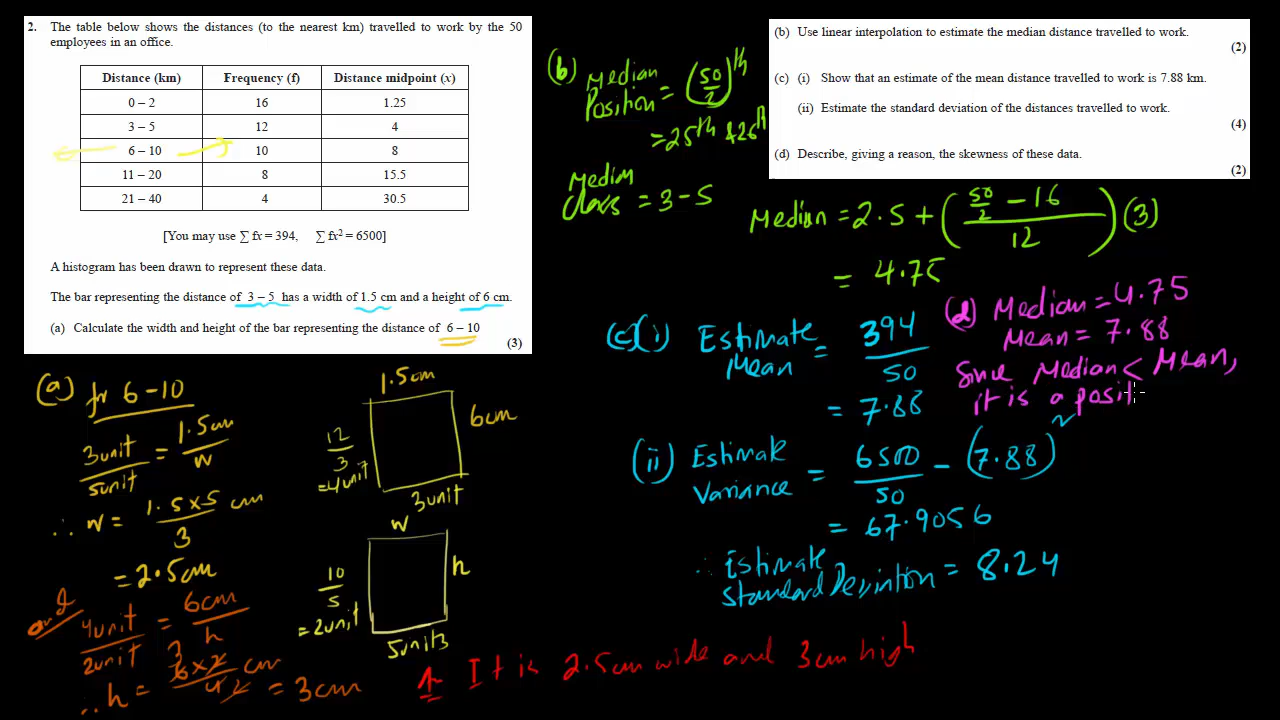 2. The table below shows the distances (to the nearest km) travelled to work by the 50
employees in an office.
Distance (km) Frequency (f) Distance midpoint (x)
0 – 2 16 1.25
3 – 5 12 4
6 – 10 10 8
11 – 20 8 15.5
21 – 40 4 30.5
[You may use ∑ fx = 394, ∑ fx² = 6500]
A histogram has been drawn to represent these data.
The bar representing the distance of 3 – 5 has a width of 1.5 cm and a height of 6 cm.
(a) Calculate the width and height of the bar representing the distance of 6 – 10
(3)
(b) Use linear interpolation to estimate the median distance travelled to work.
(2)
(c) (i) Show that an estimate of the mean distance travelled to work is 7.88 km.
(ii) Estimate the standard deviation of the distances travelled to work.
(4)
(d) Describe, giving a reason, the skewness of these data.
(2)
(a) for 6 - 10
3unit/5unit = 1.5cm/W
∴ W = 1.5 x 5/3 cm
= 2.5cm
and
4unit/2unit = 6cm/h
∴ h = 6 x 2/4 cm = 3cm
1.5cm
6cm
12/3
= 4unit
3unit
W
h
10/5
= 2unit
5units
It is 2.5cm wide and 3cm high
(b) Median
Position = (50/2)th
= 25th & 26th
Median
class = 3 - 5
Median = 2.5 + (50/2 - 16 / 12) (3)
= 4.75
(c)(i) Estimate
Mean = 394/50
= 7.88
(ii) Estimate
Variance = 6500/50 - (7.88)²
= 67.9056
∴ Estimate
Standard Deviation = 8.24
(d) Median = 4.75
Mean = 7.88
Since Median < Mean,
it is a posit